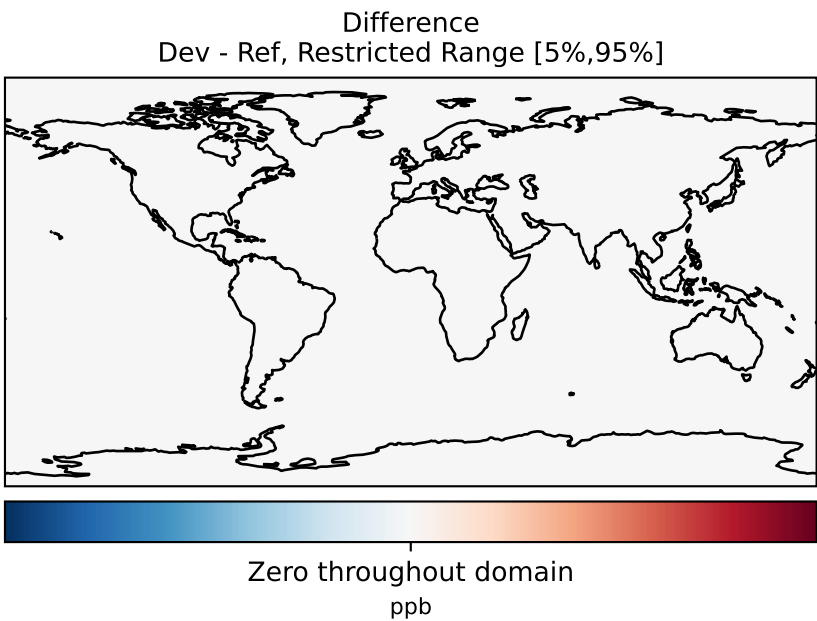 Difference
Dev - Ref, Restricted Range [5%,95%]
Zero throughout domain
ppb